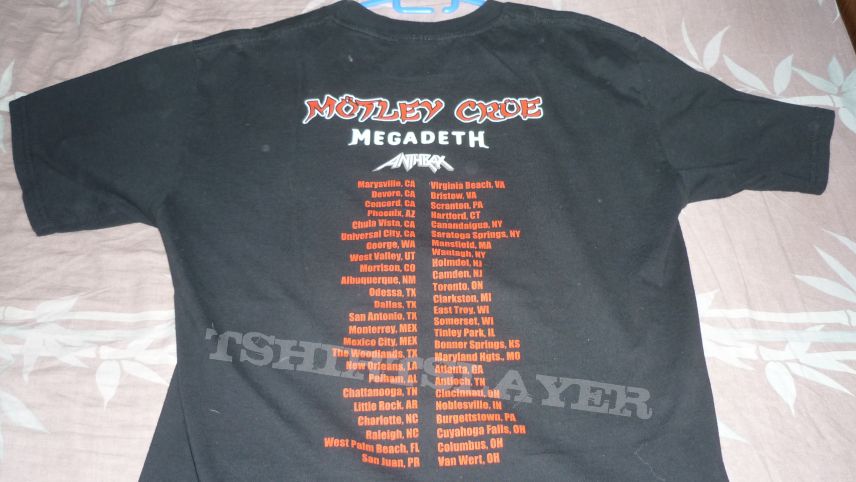 MÖTLEY CRÜE
MEGADETH
ANTHRAX
Marysville, CA
Devore, CA
Concord, CA
Phoenix, AZ
Chula Vista, CA
Universal City, CA
George, WA
West Valley, UT
Morrison, CO
Albuquerque, NM
Odessa, TX
Dallas, TX
San Antonio, TX
Monterrey, MEX
Mexico City, MEX
The Woodlands, TX
New Orleans, LA
Pelham, AL
Chattanooga, TN
Little Rock, AR
Charlotte, NC
Raleigh, NC
West Palm Beach, FL
San Juan, PR
Virginia Beach, VA
Bristow, VA
Scranton, PA
Hartford, CT
Canandaigua, NY
Saratoga Springs, NY
Mansfield, MA
Wantagh, NY
Holmdel, NJ
Camden, NJ
Toronto, ON
Clarkston, MI
East Troy, WI
Somerset, WI
Tinley Park, IL
Bonner Springs, KS
Maryland Hgts., MO
Atlanta, GA
Antioch, TN
Cincinnati, OH
Noblesville, IN
Burgettstown, PA
Cuyahoga Falls, OH
Columbus, OH
Van Wert, OH
TSHIRTSLAYER